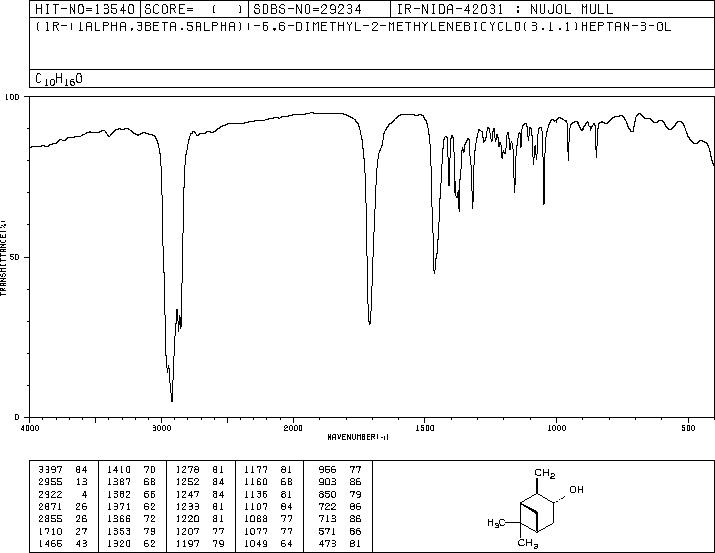 HIT-NO=13540 SCORE= ( ) SDBS-NO=29234 IR-NIDA-42031 : NUJOL MULL
(1R-(1ALPHA,3BETA,5ALPHA))-6,6-DIMETHYL-2-METHYLENEBICYCLO(3.1.1)HEPTAN-3-OL
C10H16O
100
50
0
TRANSMITTANCE(%)
4000 3000 2000 1500 1000 500
WAVENUMBER(-1)
3397 84 1410 70 1278 81 1177 81 956 77
2955 13 1387 68 1252 84 1160 68 903 86
2922 4 1382 66 1247 84 1136 81 850 79
2871 26 1371 62 1233 81 1107 84 722 86
2855 26 1366 72 1220 81 1088 77 713 86
1710 27 1353 79 1207 77 1077 77 571 86
1466 43 1320 62 1197 79 1049 64 473 81
CH2
OH
H3C
CH3